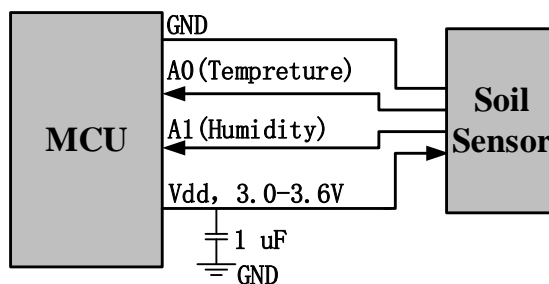 GND
A0(Tempreture)
MCU
A1(Humidity)
Soil
Sensor
Vdd, 3.0-3.6V
1 uF
GND